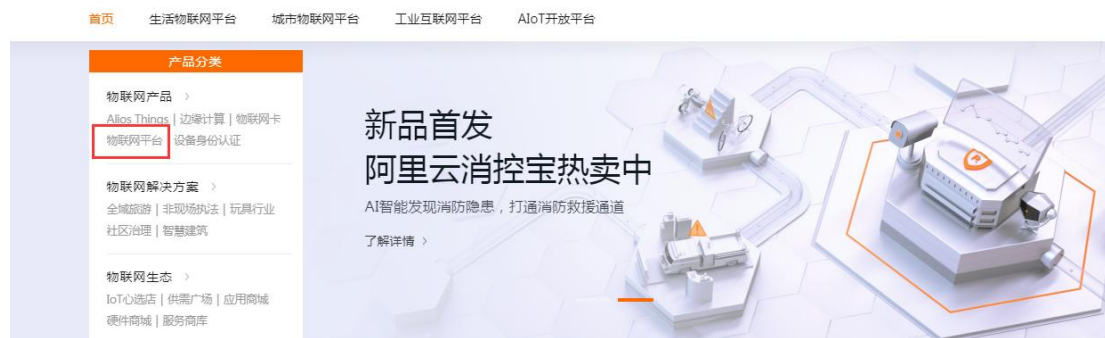 首页 生活物联网平台 城市物联网平台 工业互联网平台 AIoT开放平台
产品分类
物联网产品 >
Alios Things | 边缘计算 | 物联网卡
物联网平台 | 设备身份认证
物联网解决方案 >
全域旅游 | 非现场执法 | 玩具行业
社区治理 | 智慧建筑
物联网生态 >
IoT心选店 | 供需广场 | 应用商城
硬件商城 | 服务商库
新品首发
阿里云消控宝热卖中
AI智能发现消防隐患，打通消防救援通道
了解详情 >